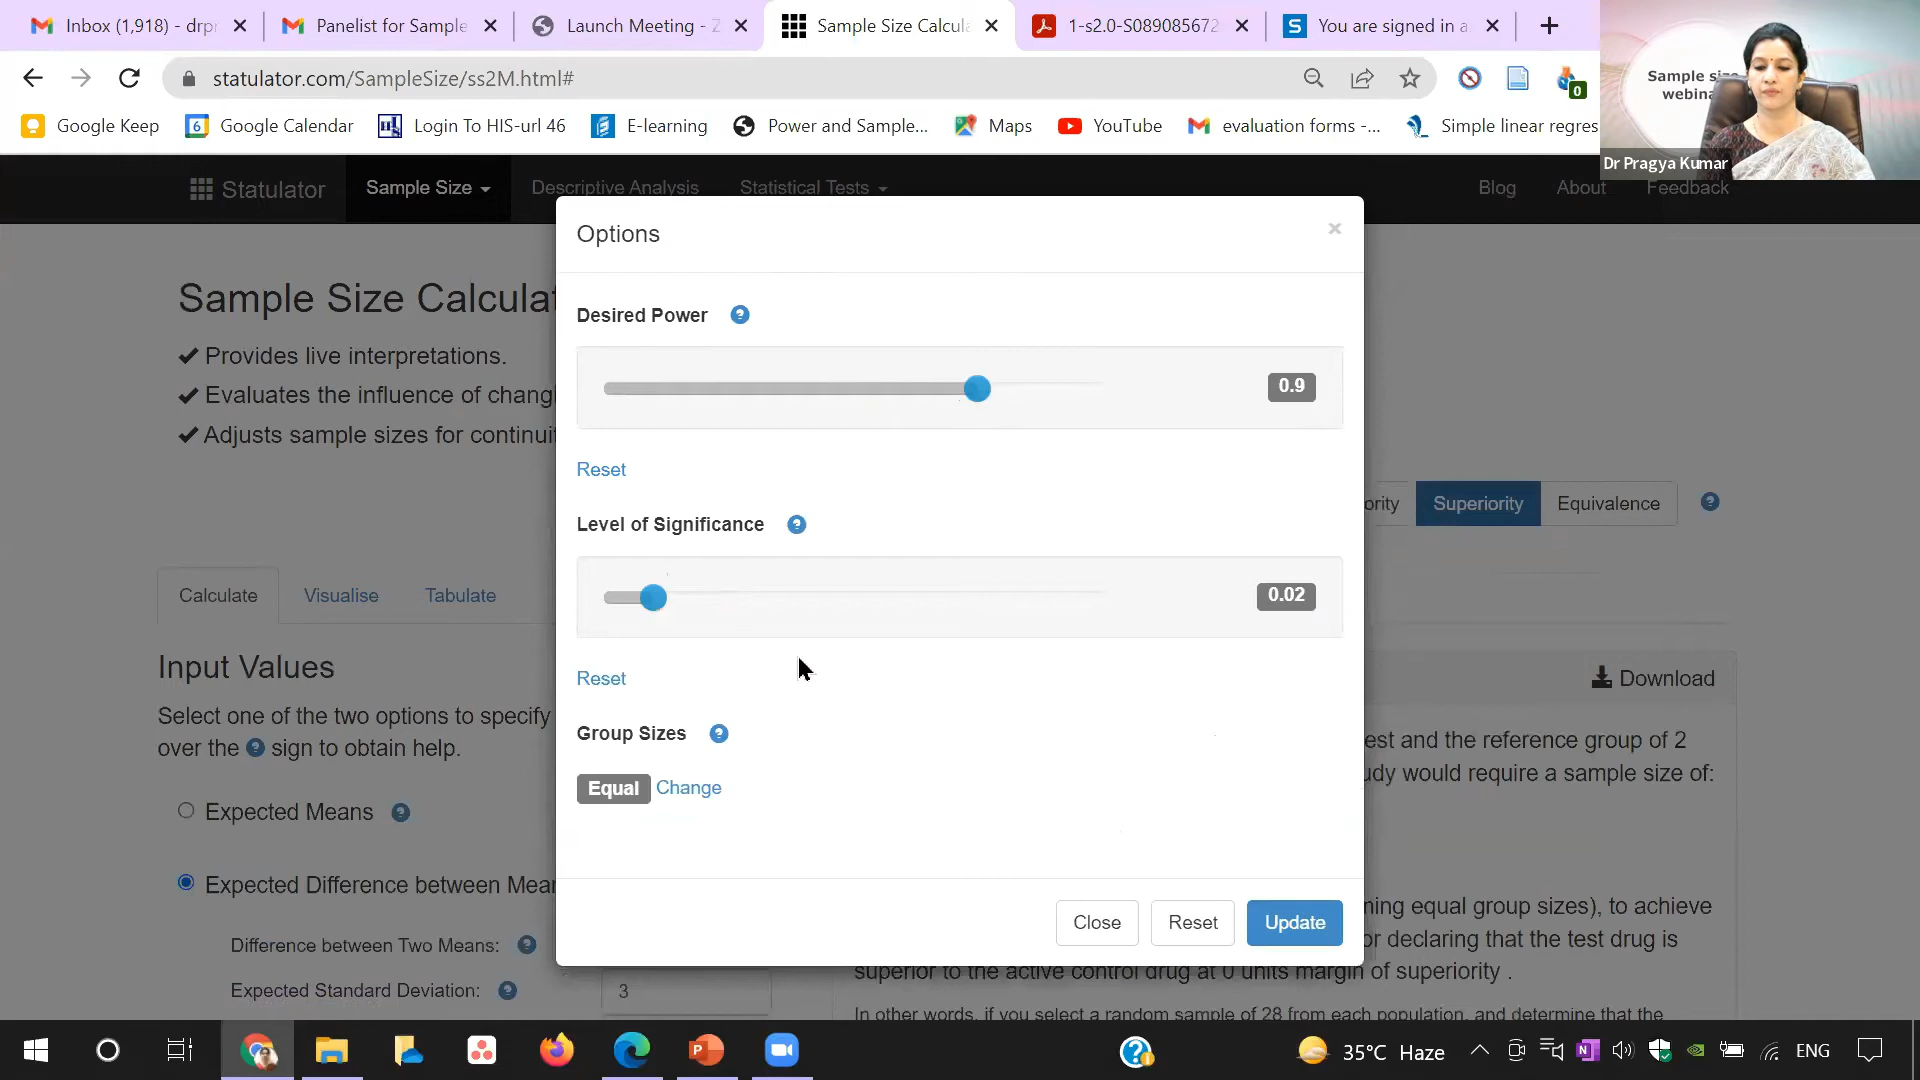 Inbox (1,918) - drpr
Panelist for Sample
Launch Meeting - Z
Sample Size Calcula
1-s2.0-S089085672
You are signed in a
statulator.com/SampleSize/ss2M.html#
0
Google Keep
Google Calendar
Login To HIS-url 46
E-learning
Power and Sample...
Maps
YouTube
evaluation forms -...
Simple linear regres
Sample size
webina
Dr Pragya Kumar
Statulator
Sample Size
Descriptive Analysis
Statistical Tests
Blog
About
Feedback
Sample Size Calculat
Provides live interpretations.
Evaluates the influence of changi
Adjusts sample sizes for continuit
ority
Superiority
Equivalence
Calculate
Visualise
Tabulate
Input Values
Select one of the two options to specify
over the ? sign to obtain help.
Expected Means
Expected Difference between Mean
Difference between Two Means:
Expected Standard Deviation:
3
Options
Desired Power
0.9
Reset
Level of Significance
0.02
Reset
Group Sizes
Equal
Change
Close
Reset
Update
Download
est and the reference group of 2
udy would require a sample size of:
ming equal group sizes), to achieve
or declaring that the test drug is
superior to the active control drug at 0 units margin of superiority .
In other words, if you select a random sample of 28 from each population, and determine that the
35°C Haze
ENG